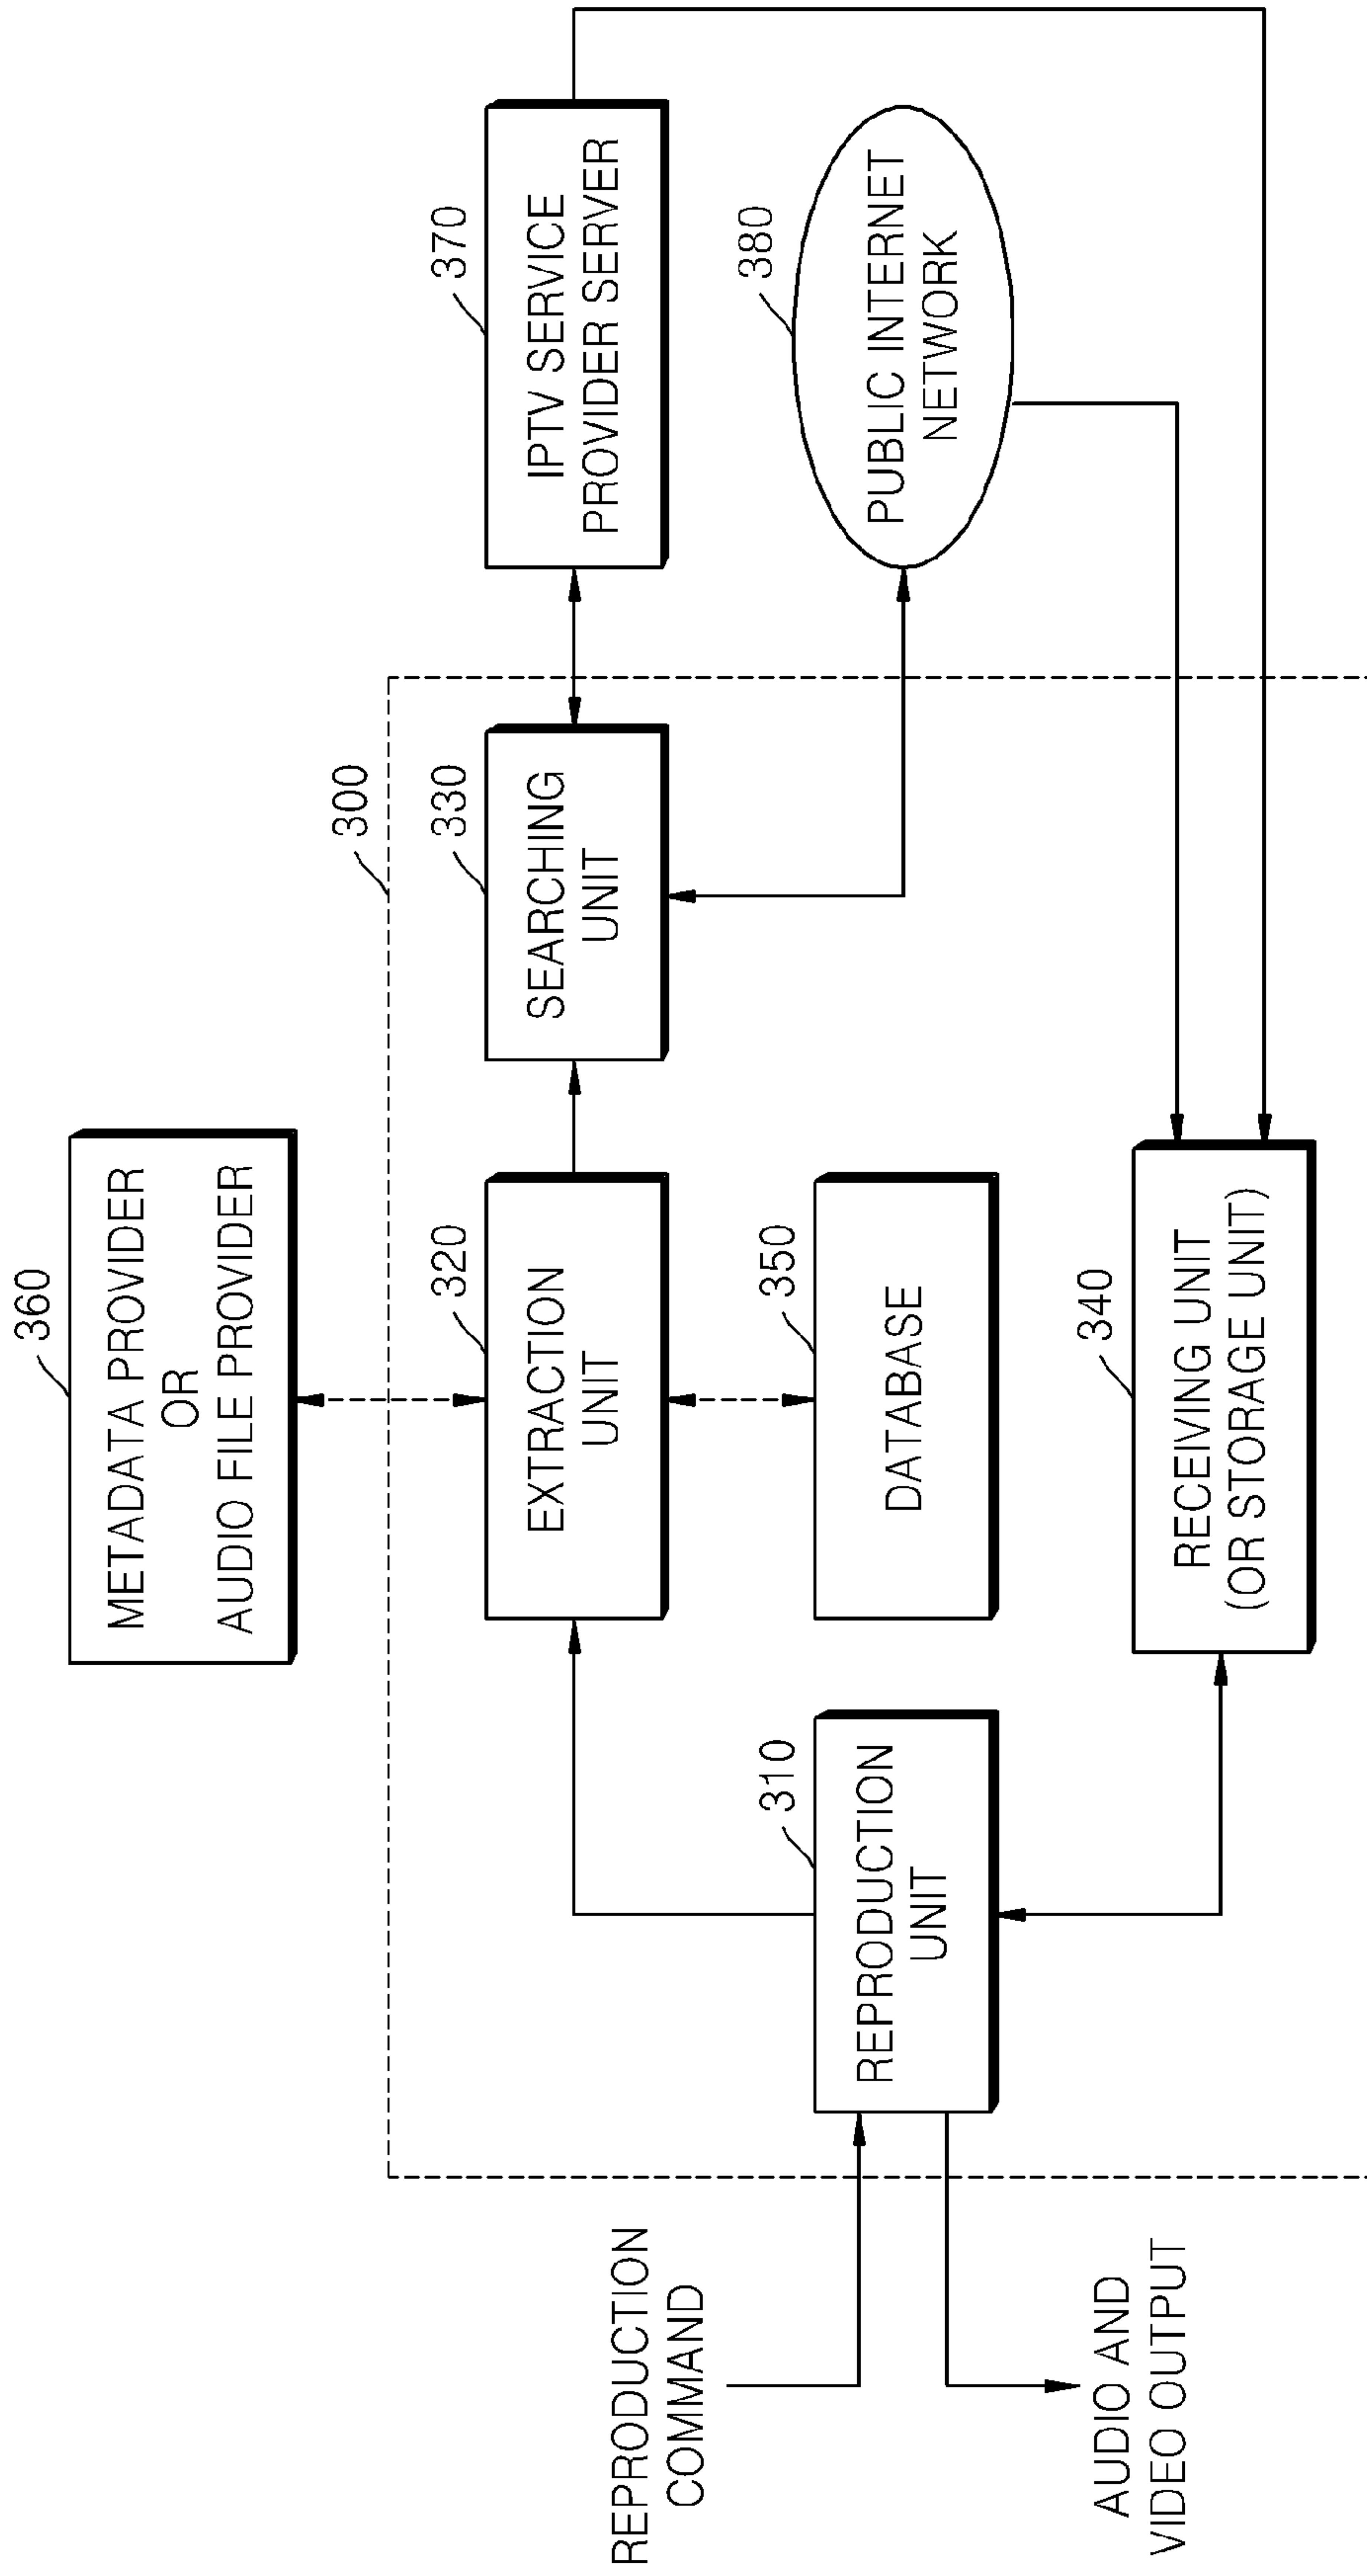 360
METADATA PROVIDER
OR
AUDIO FILE PROVIDER
300
320
EXTRACTION
UNIT
330
SEARCHING
UNIT
370
IPTV SERVICE
PROVIDER SERVER
REPRODUCTION
COMMAND
310
REPRODUCTION
UNIT
350
DATABASE
380
PUBLIC INTERNET
NETWORK
AUDIO AND
VIDEO OUTPUT
340
RECEIVING UNIT
(OR STORAGE UNIT)